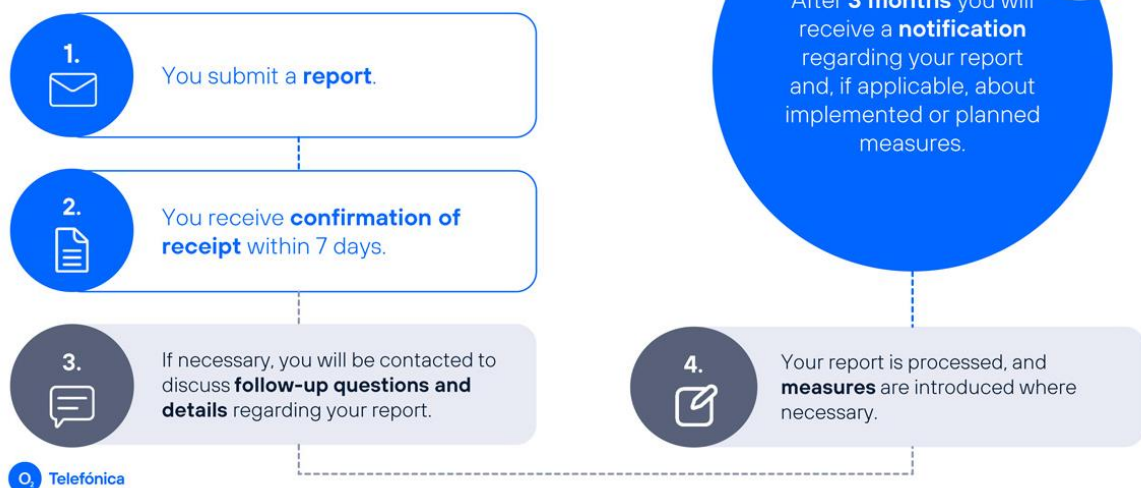 1.
You submit a report.
2.
You receive confirmation of
receipt within 7 days.
3.
If necessary, you will be contacted to
discuss follow-up questions and
details regarding your report.
4.
Your report is processed, and
measures are introduced where
necessary.
After 3 months you will
receive a notification
regarding your report
and, if applicable, about
implemented or planned
measures.
O₂ Telefónica